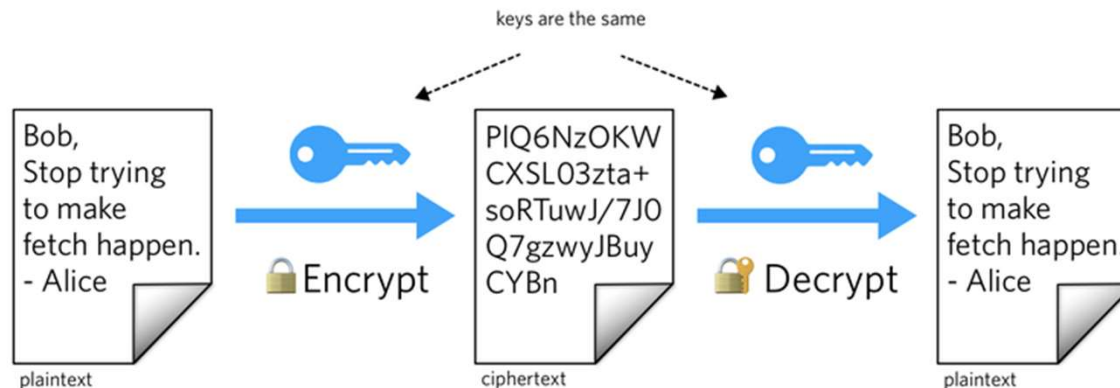 keys are the same
Bob,
Stop trying
to make
fetch happen.
- Alice
plaintext
Encrypt
PlQ6NzOKW
CXSL03zta+
soRTuwJ/7J0
Q7gzwyJBuy
CYBn
ciphertext
Decrypt
Bob,
Stop trying
to make
fetch happen
- Alice
plaintext